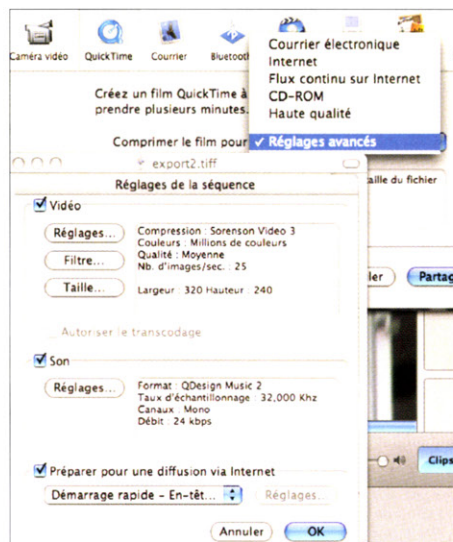 Caméra vidéo QuickTime Courrier Bluetooth
Courrier électronique
Internet
Flux continu sur Internet
CD-ROM
Haute qualité
✓ Réglages avancés
Créez un film QuickTime à
prendre plusieurs minutes.
Comprimer le film pour
export2.tiff
taille du fichier
Réglages de la séquence
Vidéo
Réglages... Compression : Sorenson Video 3
Couleurs : Millions de couleurs
Filtre... Qualité : Moyenne
Nb. d'images/sec. : 25
Taille... Largeur : 320 Hauteur : 240
Partag
Autoriser le transcodage
Son
Réglages... Format : QDesign Music 2
Taux d'échantillonnage : 32,000 Khz
Canaux : Mono
Débit : 24 kbps
Clips
Préparer pour une diffusion via Internet
Démarrage rapide - En-têt... Réglages...
Annuler OK